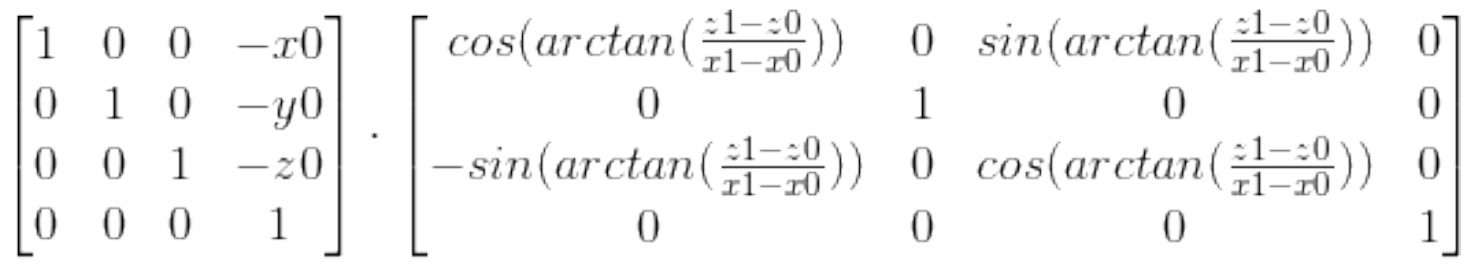 1 0 0 −x0 cos(arctan(z1−z0/x1−x0)) 0 sin(arctan(z1−z0/x1−x0)) 0
0 1 0 −y0 · 0 1 0 0
0 0 1 −z0 −sin(arctan(z1−z0/x1−x0)) 0 cos(arctan(z1−z0/x1−x0)) 0
0 0 0 1 0 0 0 1